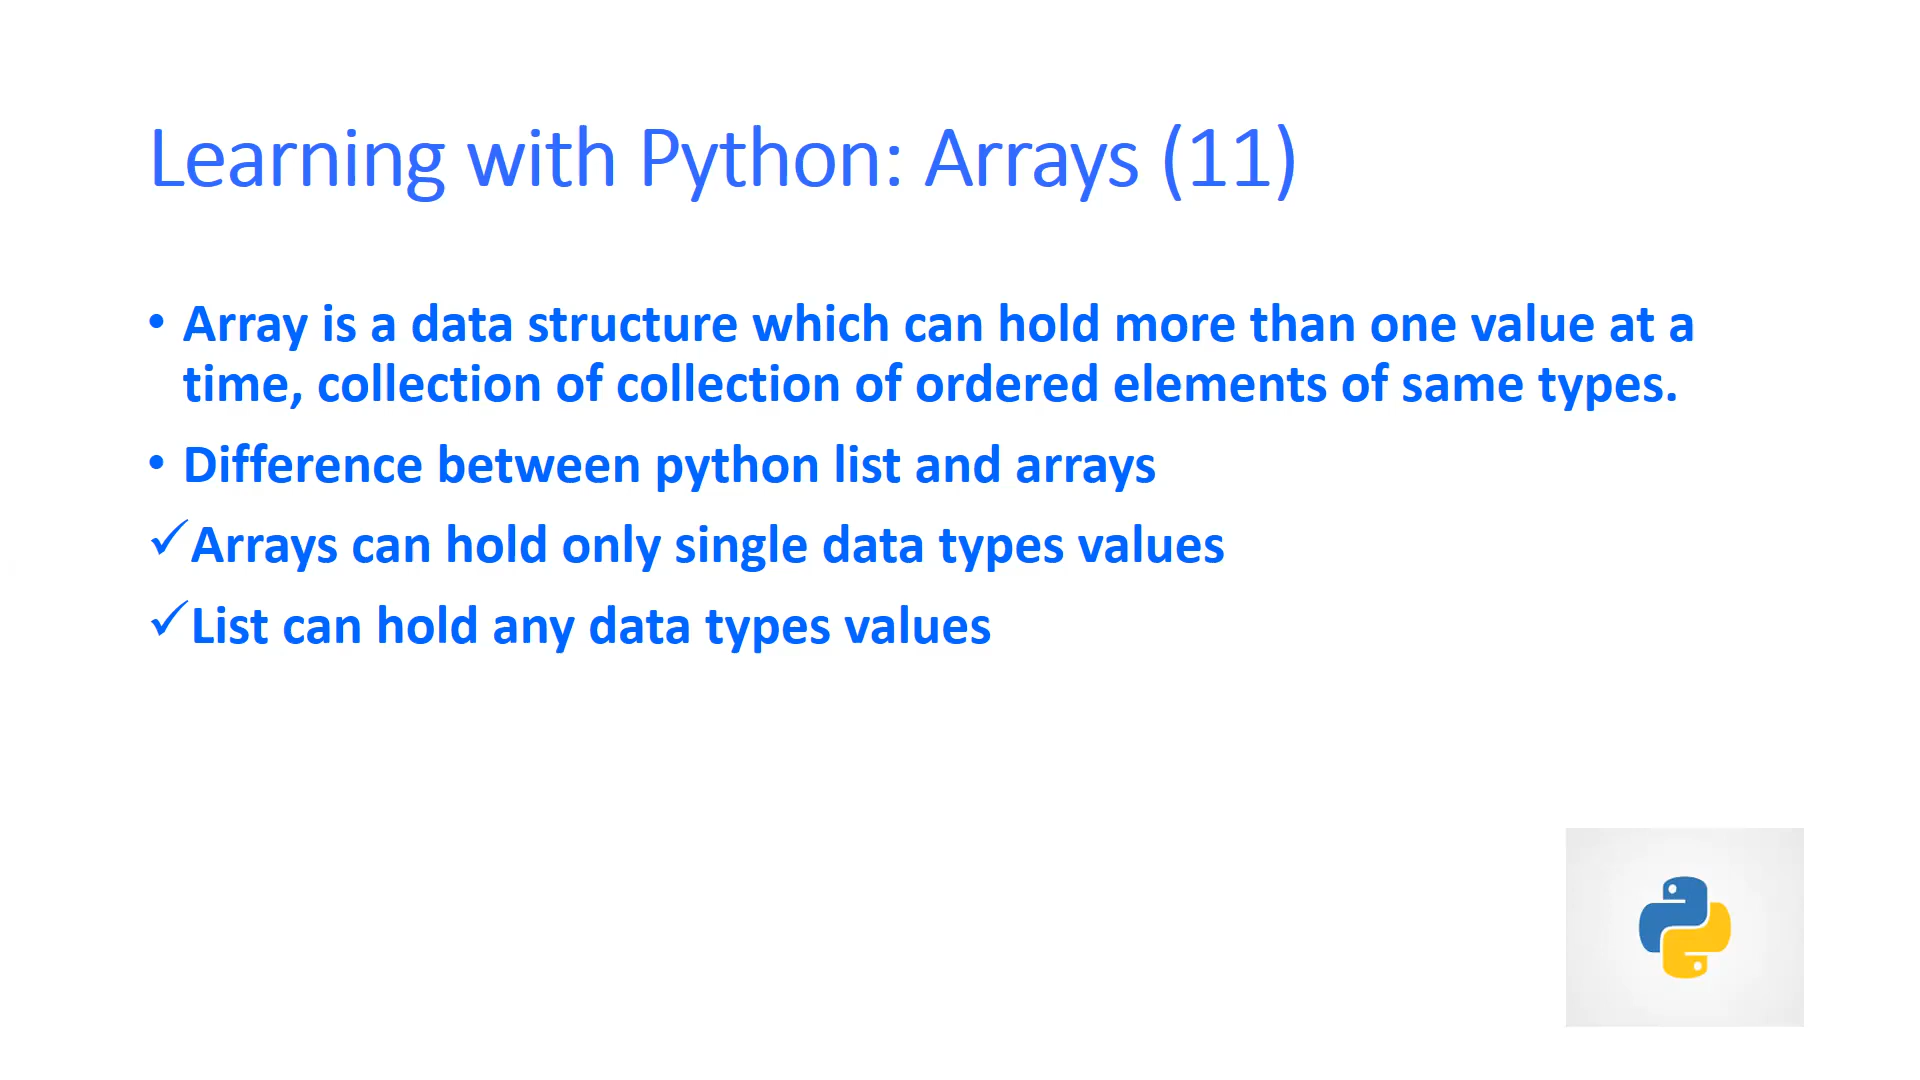 Learning with Python: Arrays (11)
• Array is a data structure which can hold more than one value at a
time, collection of collection of ordered elements of same types.
• Difference between python list and arrays
✓Arrays can hold only single data types values
✓List can hold any data types values